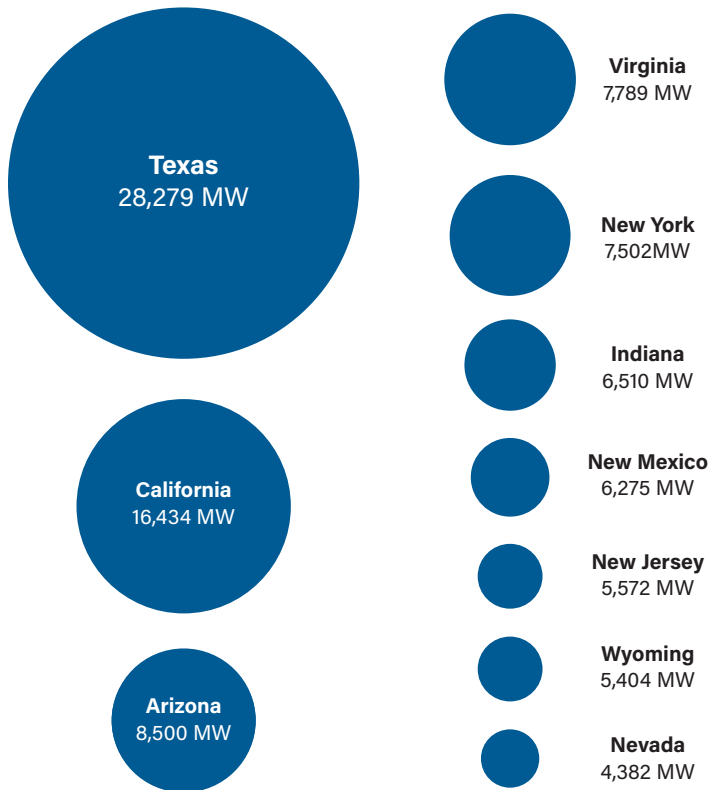 Texas
28,279 MW
California
16,434 MW
Arizona
8,500 MW
Virginia
7,789 MW
New York
7,502MW
Indiana
6,510 MW
New Mexico
6,275 MW
New Jersey
5,572 MW
Wyoming
5,404 MW
Nevada
4,382 MW